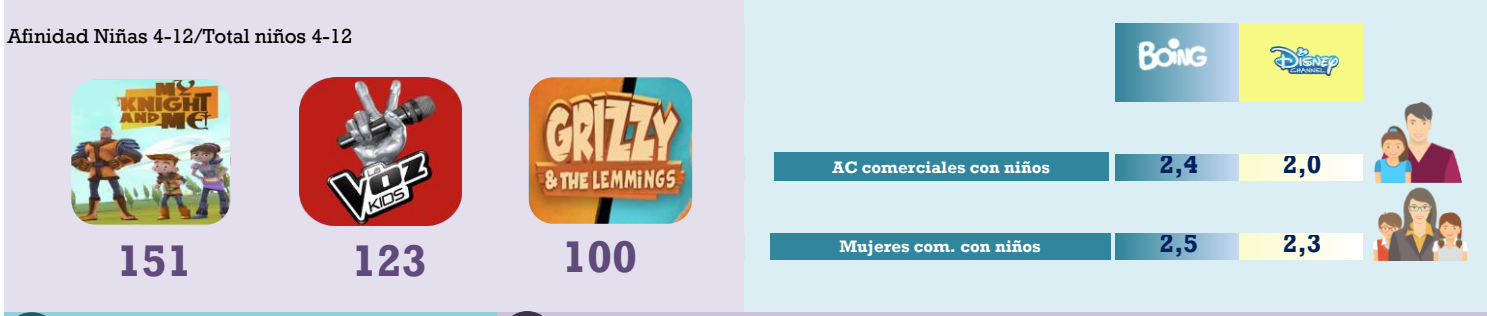 Afinidad Niñas 4-12/Total niños 4-12
MY
KNIGHT
AND ME
LA
VOZ
KIDS
GRIZZY
& THE LEMMINGS
151
123
100
BOING
DISNEY
CHANNEL
AC comerciales con niños 2,4 2,0
Mujeres com. con niños 2,5 2,3